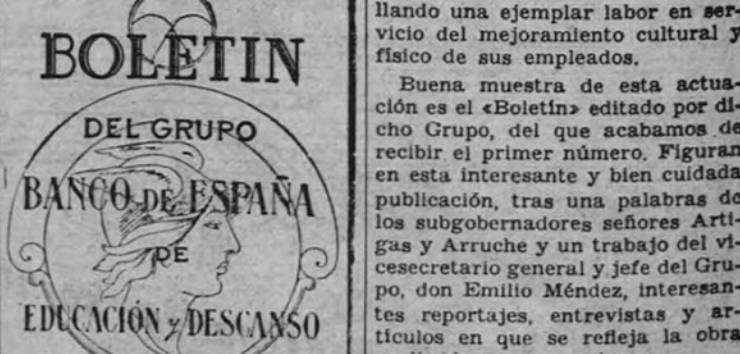 BOLETIN
DEL GRUPO
BANCO DE ESPAÑA
DE
EDUCACIÓN y DESCANSO
llando una ejemplar labor en ser-
vicio del mejoramiento cultural y
físico de sus empleados.
Buena muestra de esta actua-
ción es el «Boletín» editado por di-
cho Grupo, del que acabamos de
recibir el primer número. Figuran
en esta interesante y bien cuidada
publicación, tras una palabras de
los subgobernadores señores Arti-
gas y Arruche y un trabajo del vi-
cesecretario general y jefe del Gru-
po, don Emilio Méndez, interesan-
tes reportajes, entrevistas y ar-
tículos en que se refleja la obra